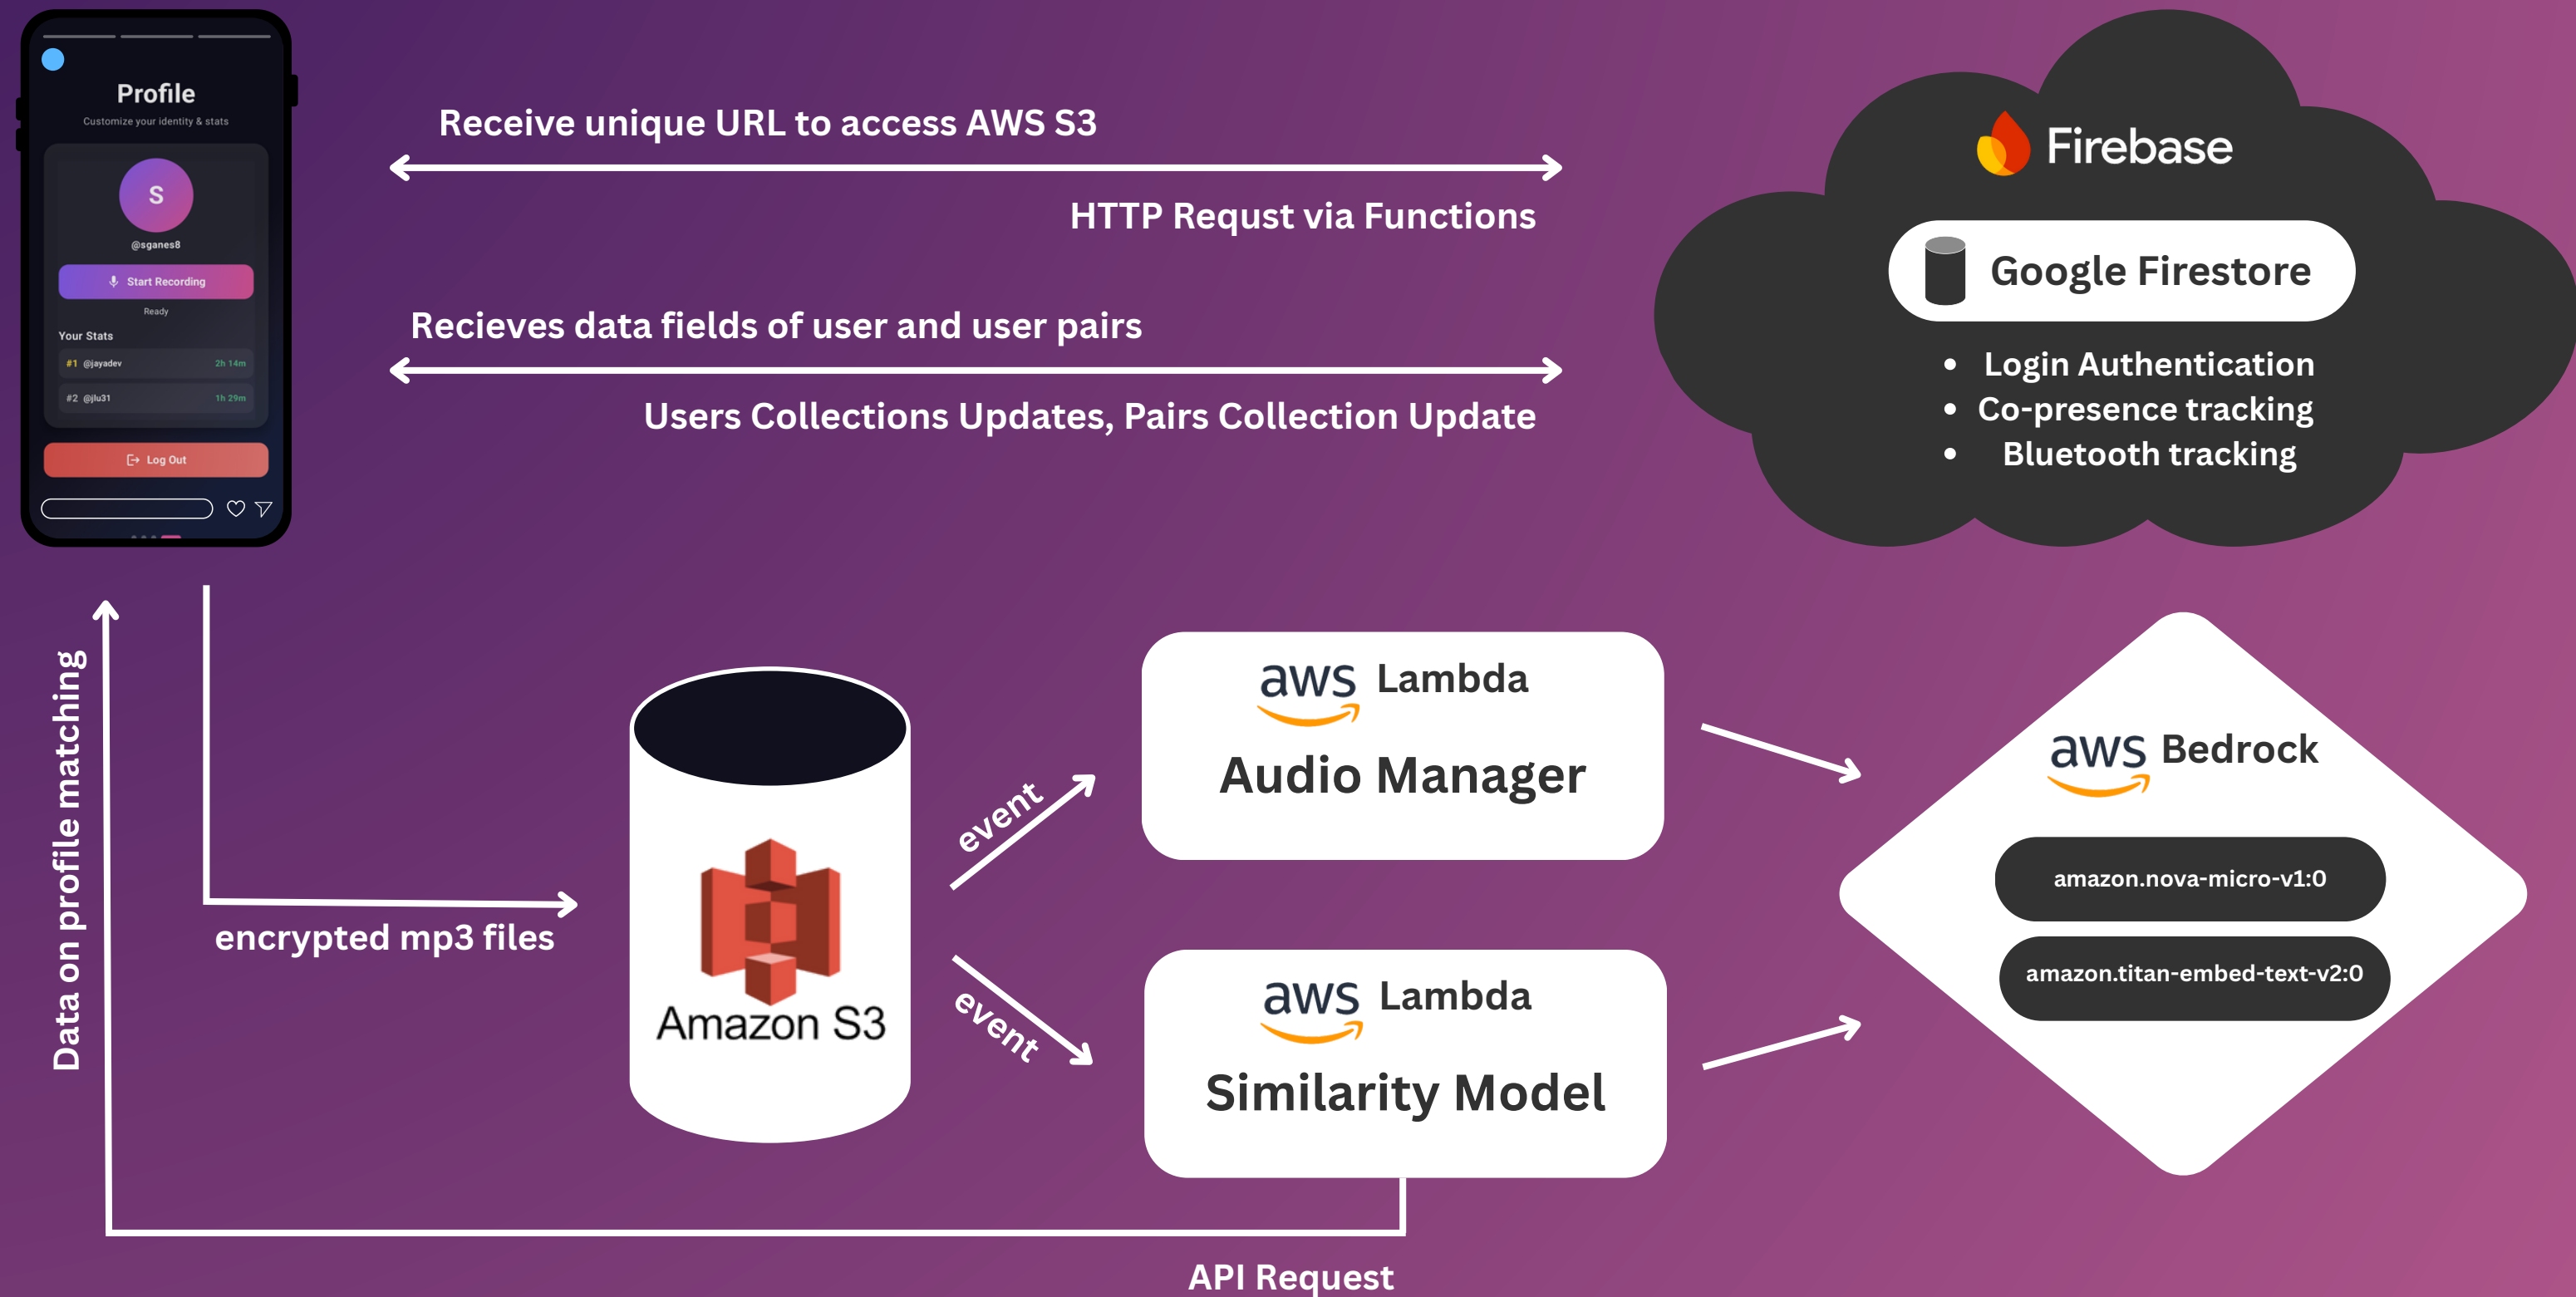 Profile
Customize your identity & stats
S
@sganes8
Start Recording
Ready
Your Stats
#1 @jayadev 2h 14m
#2 @jlu31 1h 29m
Log Out
Receive unique URL to access AWS S3
HTTP Requst via Functions
Recieves data fields of user and user pairs
Users Collections Updates, Pairs Collection Update
Firebase
Google Firestore
Login Authentication
Co-presence tracking
Bluetooth tracking
Data on profile matching
encrypted mp3 files
Amazon S3
event
event
aws Lambda
Audio Manager
aws Lambda
Similarity Model
aws Bedrock
amazon.nova-micro-v1:0
amazon.titan-embed-text-v2:0
API Request